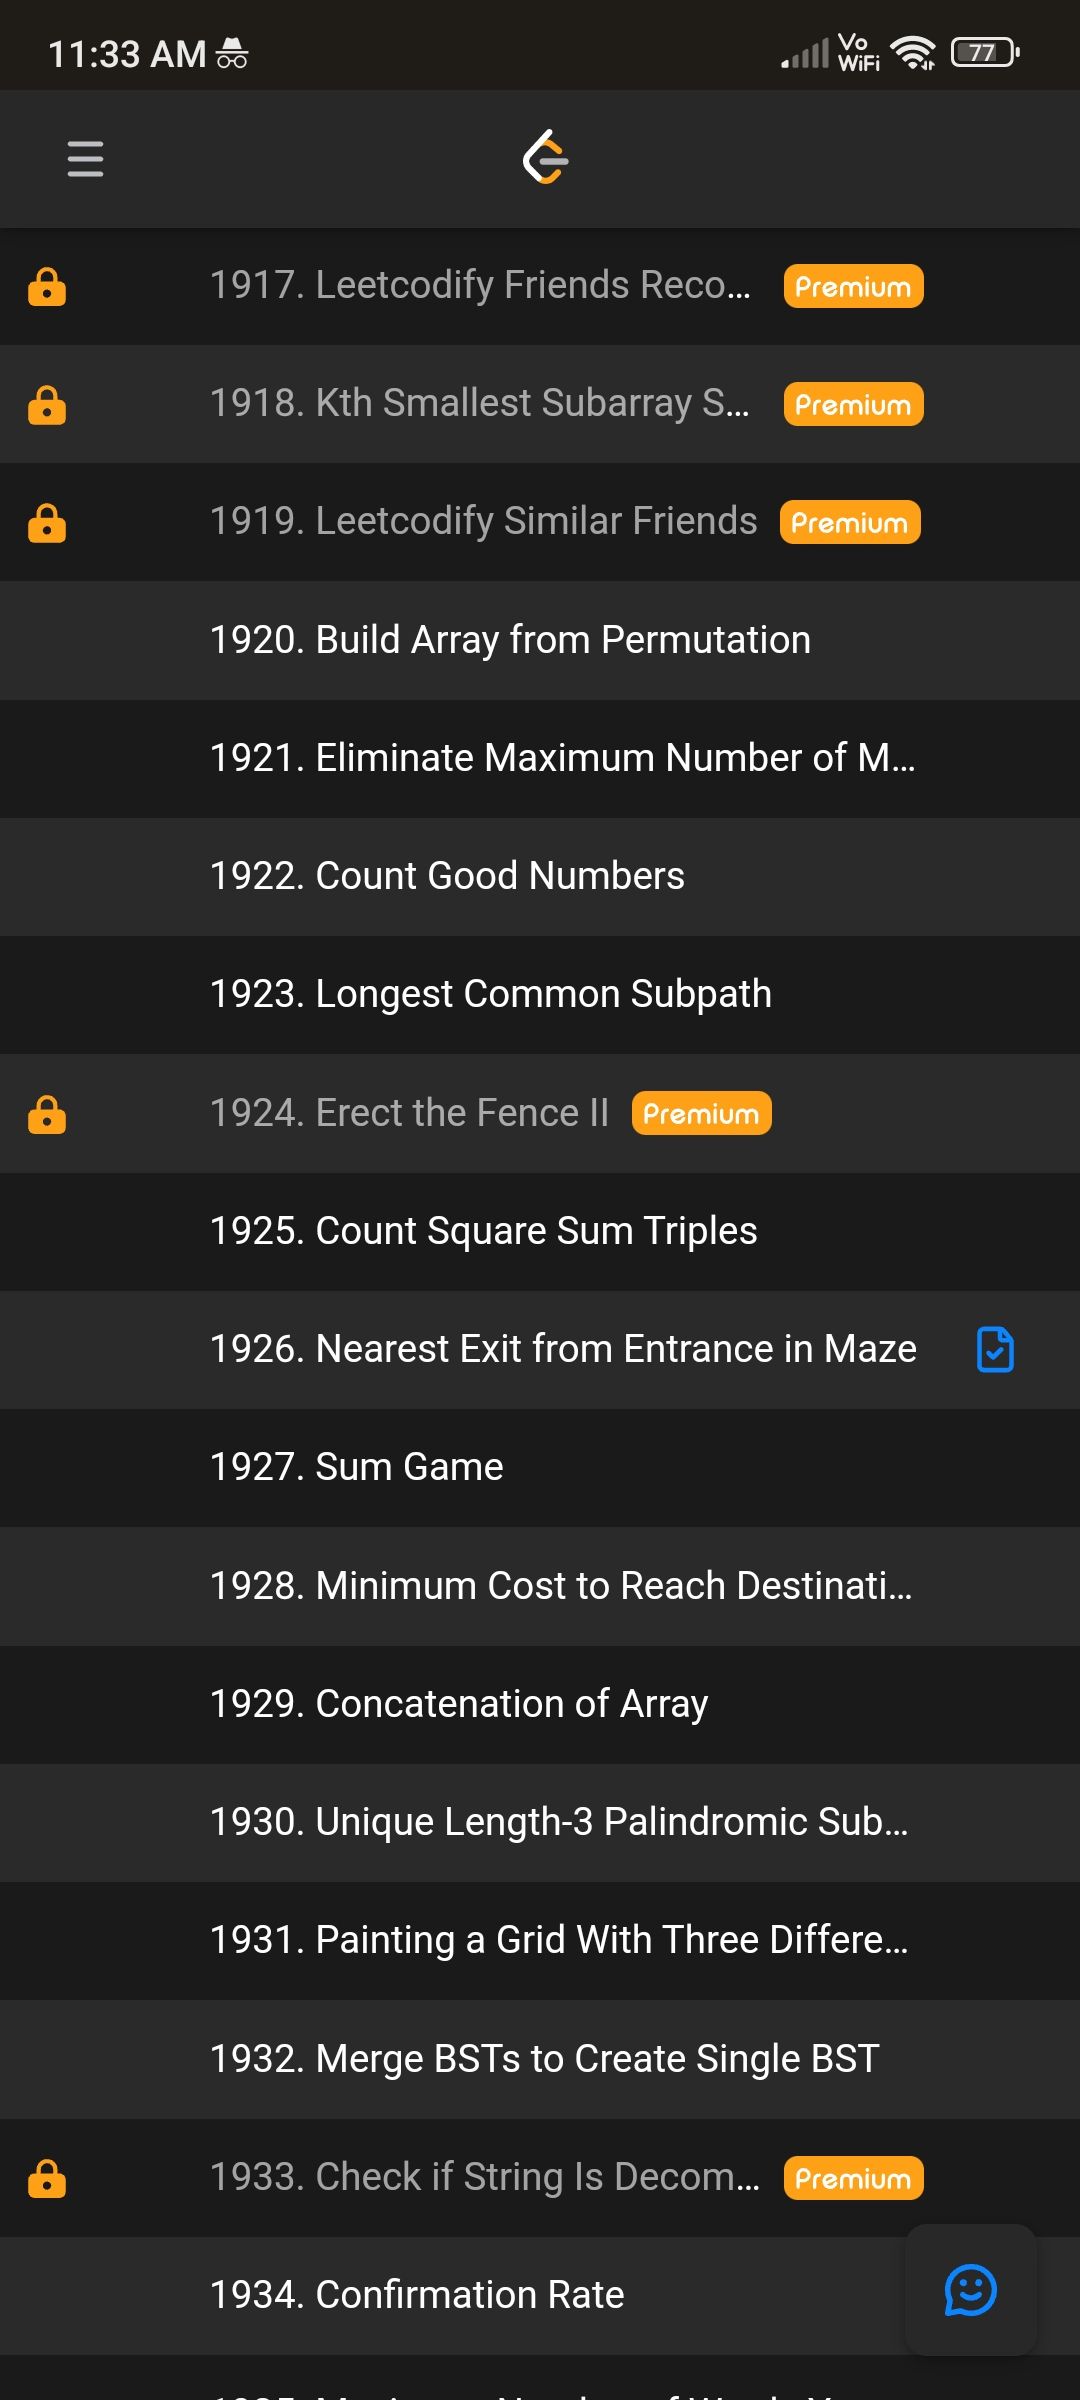 11:33 AM
Vo
WiFi
77
1917. Leetcodify Friends Reco... Premium
1918. Kth Smallest Subarray S... Premium
1919. Leetcodify Similar Friends Premium
1920. Build Array from Permutation
1921. Eliminate Maximum Number of M...
1922. Count Good Numbers
1923. Longest Common Subpath
1924. Erect the Fence II Premium
1925. Count Square Sum Triples
1926. Nearest Exit from Entrance in Maze
1927. Sum Game
1928. Minimum Cost to Reach Destinati...
1929. Concatenation of Array
1930. Unique Length-3 Palindromic Sub...
1931. Painting a Grid With Three Differe...
1932. Merge BSTs to Create Single BST
1933. Check if String Is Decom... Premium
1934. Confirmation Rate